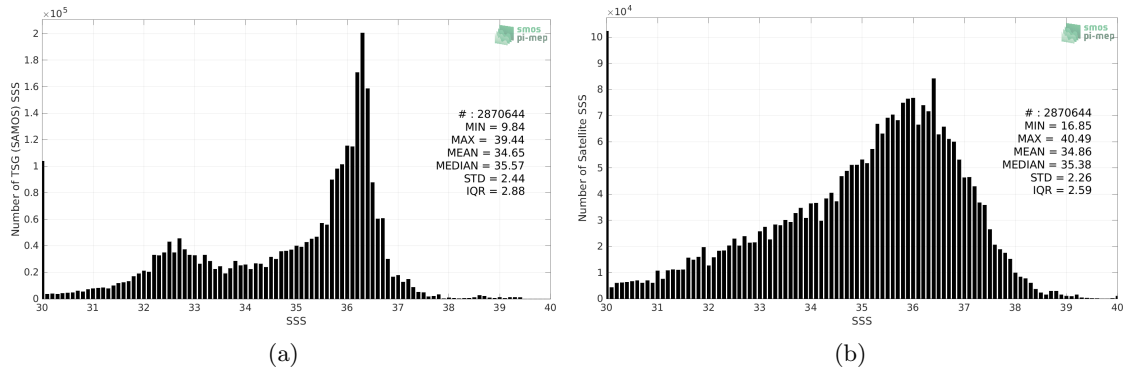 ×10⁵
2
1.8
1.6
1.4
1.2
1
0.8
0.6
0.4
0.2
0
Number of TSG (SAMOS) SSS
smos
pi-mep
# : 2870644
MIN = 9.84
MAX = 39.44
MEAN = 34.65
MEDIAN = 35.57
STD = 2.44
IQR = 2.88
30 31 32 33 34 35 36 37 38 39 40
SSS
(a)
×10⁴
10
9
8
7
6
5
4
3
2
1
0
Number of Satellite SSS
smos
pi-mep
# : 2870644
MIN = 16.85
MAX = 40.49
MEAN = 34.86
MEDIAN = 35.38
STD = 2.26
IQR = 2.59
30 31 32 33 34 35 36 37 38 39 40
SSS
(b)